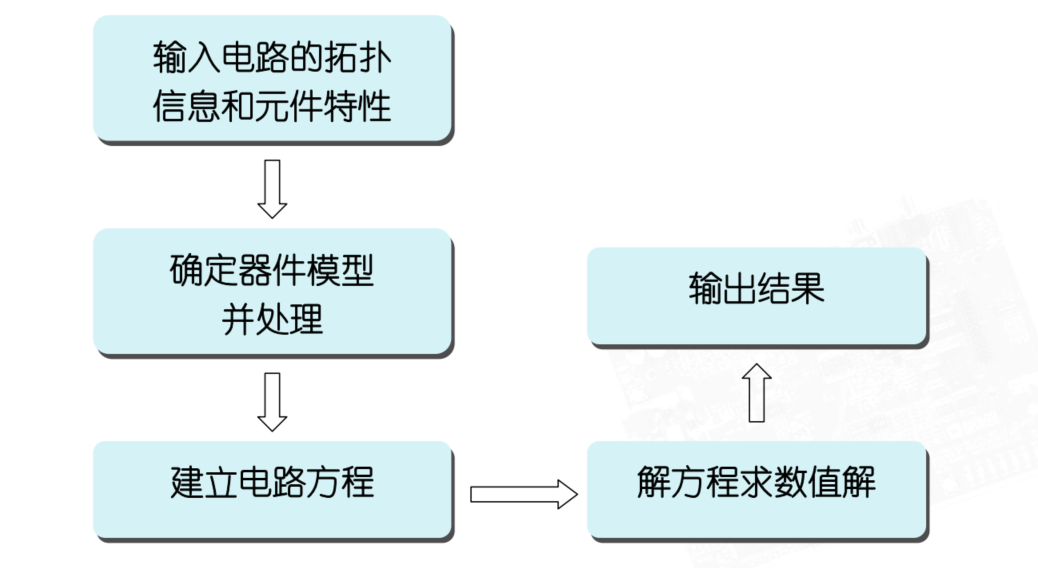 输入电路的拓扑
信息和元件特性
确定器件模型
并处理
建立电路方程
解方程求数值解
输出结果